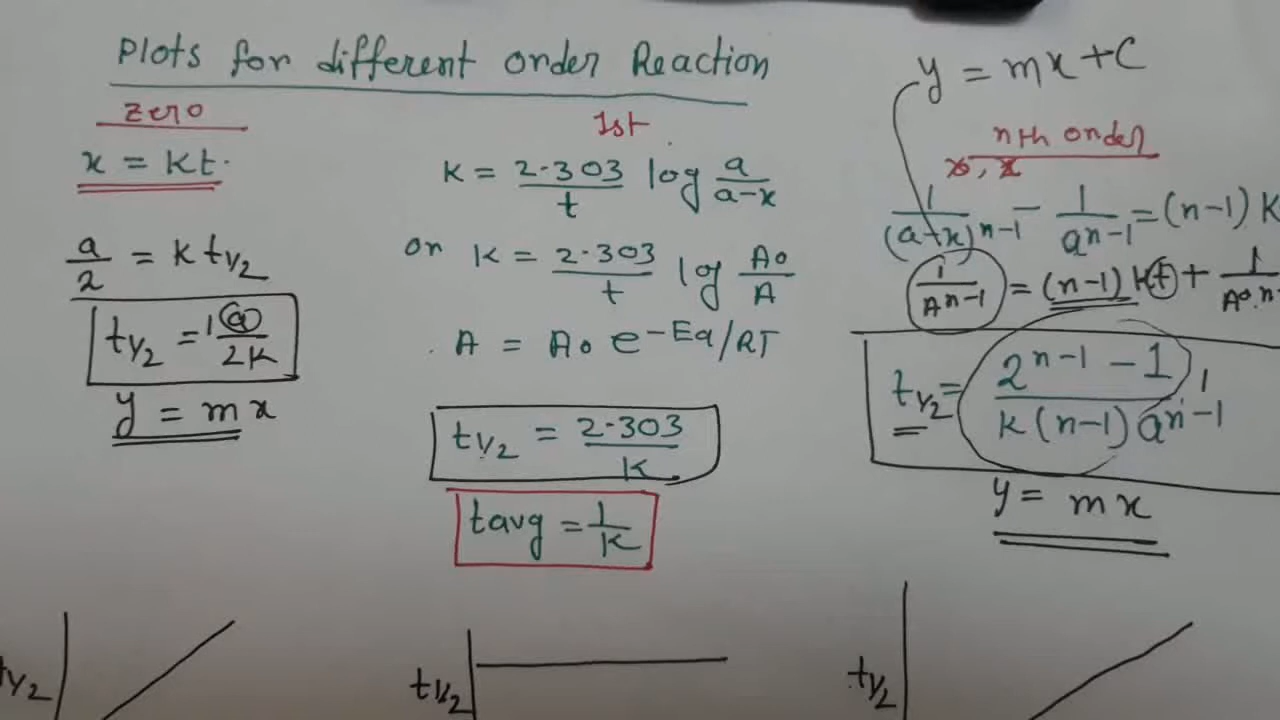 Plots for different order Reaction
zero
x = Kt.
a/2 = K t1/2
t1/2 = 1 a/2K
y = mx
1st
K = 2.303/t log a/a-x
or K = 2.303/t log A0/A
A = A0 e^-Ea/RT
t1/2 = 2.303/K
tavg = 1/K
y = mx + C
nth order
1/(a-x)^n-1 - 1/a^n-1 = (n-1) K
1/A^n-1 = (n-1) Kt + 1/A0^n-
t1/2 = 2^n-1 - 1/K(n-1) a^n-1
y = mx
t1/2
t1/2
t1/2